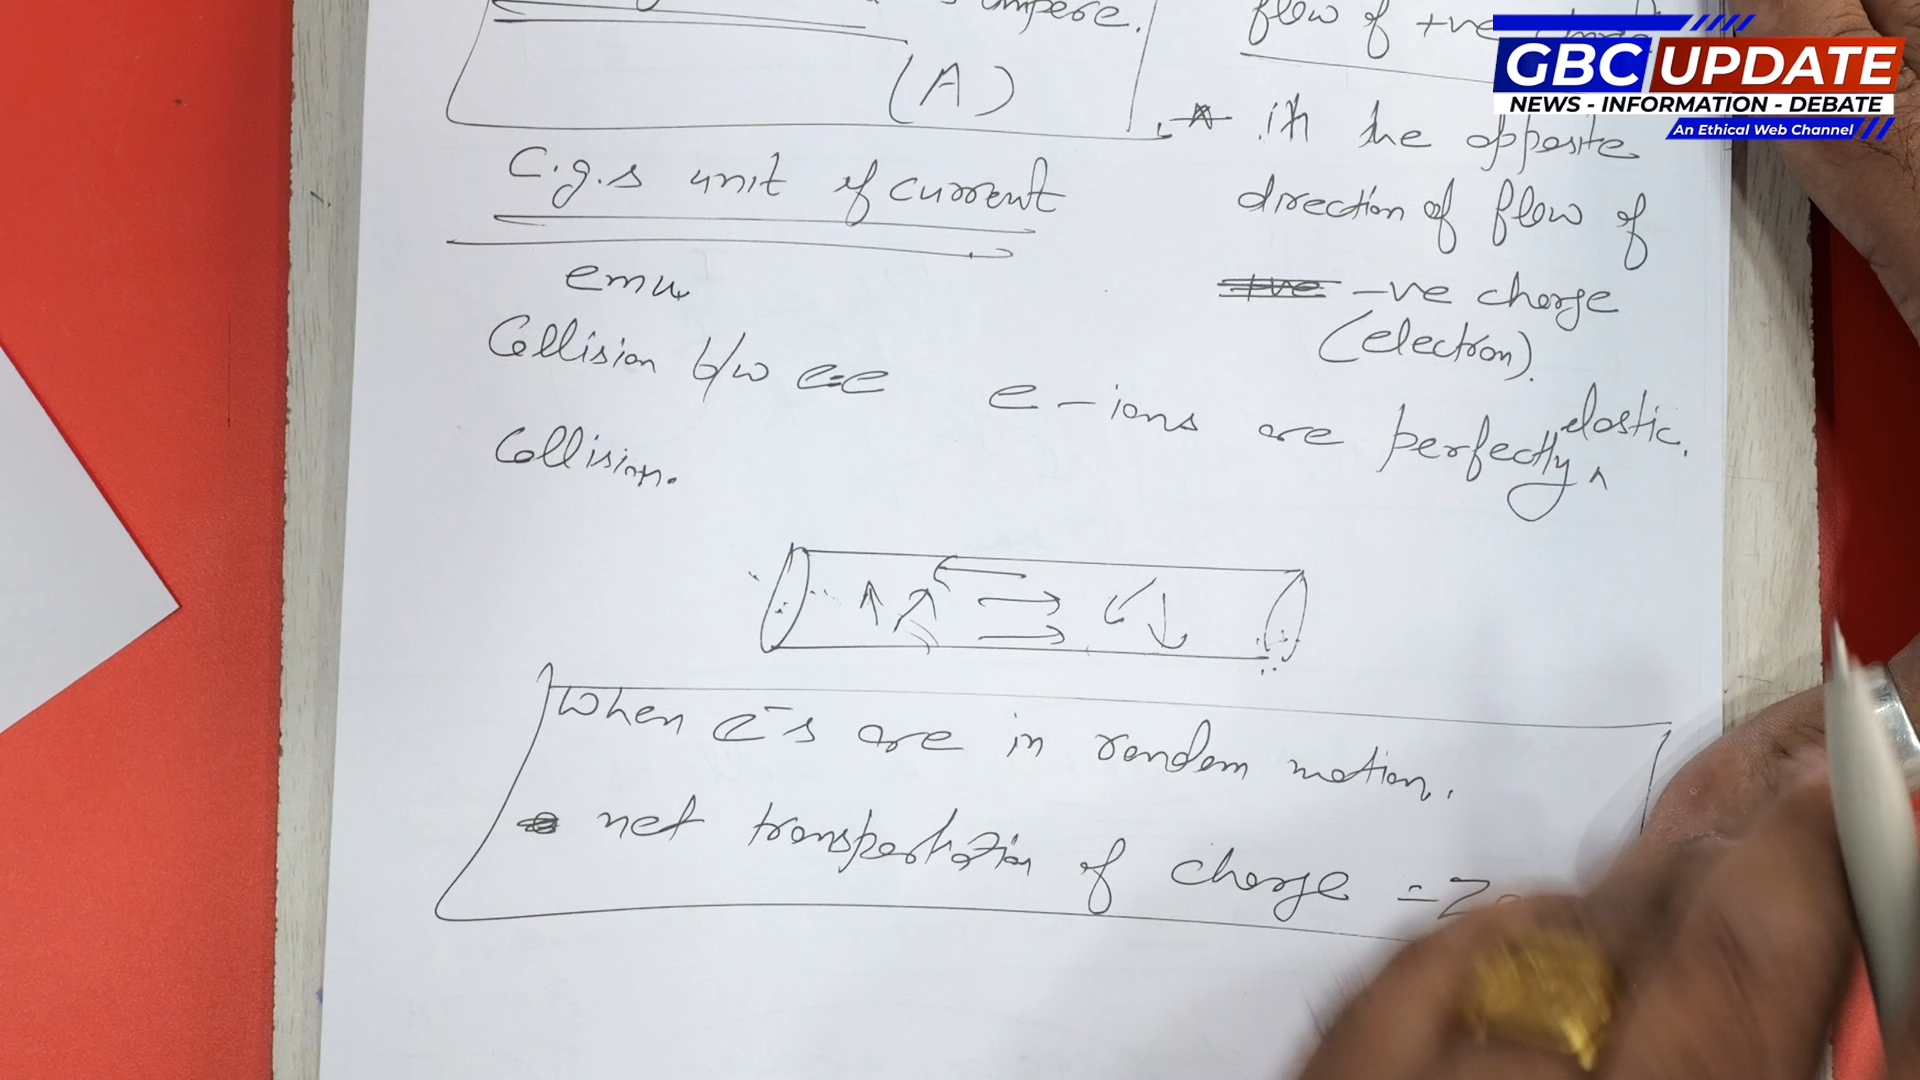 ampere.
(A)
C.g.s unit of current
emu
flow of +ve
in the opposite
direction of flow of
+ve -ve charge
(electron).
Collision b/w e-e e-ions are perfectly elastic.
Collision.
When e-s are in random motion.
net transportation of charge =
GBC UPDATE
NEWS - INFORMATION - DEBATE
An Ethical Web Channel